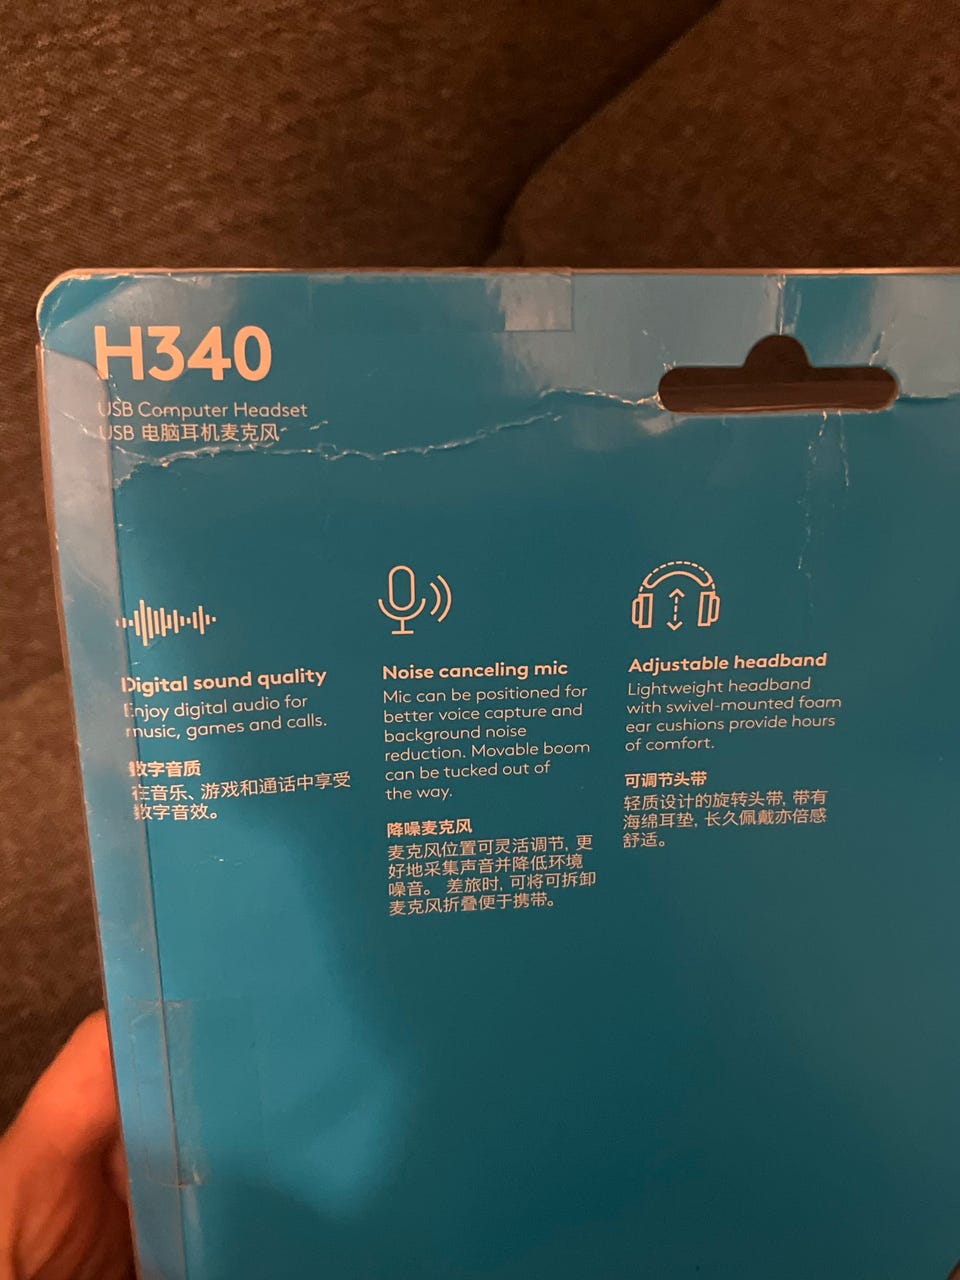 H340
USB Computer Headset
USB 电脑耳机麦克风
Digital sound quality
Enjoy digital audio for
music, games and calls.
数字音质
在音乐、游戏和通话中享受
数字音效。
Noise canceling mic
Mic can be positioned for
better voice capture and
background noise
reduction. Movable boom
can be tucked out of
the way.
降噪麦克风
麦克风位置可灵活调节, 更
好地采集声音并降低环境
噪音。 差旅时, 可将可拆卸
麦克风折叠便于携带。
Adjustable headband
Lightweight headband
with swivel-mounted foam
ear cushions provide hours
of comfort.
可调节头带
轻质设计的旋转头带, 带有
海绵耳垫, 长久佩戴亦倍感
舒适。